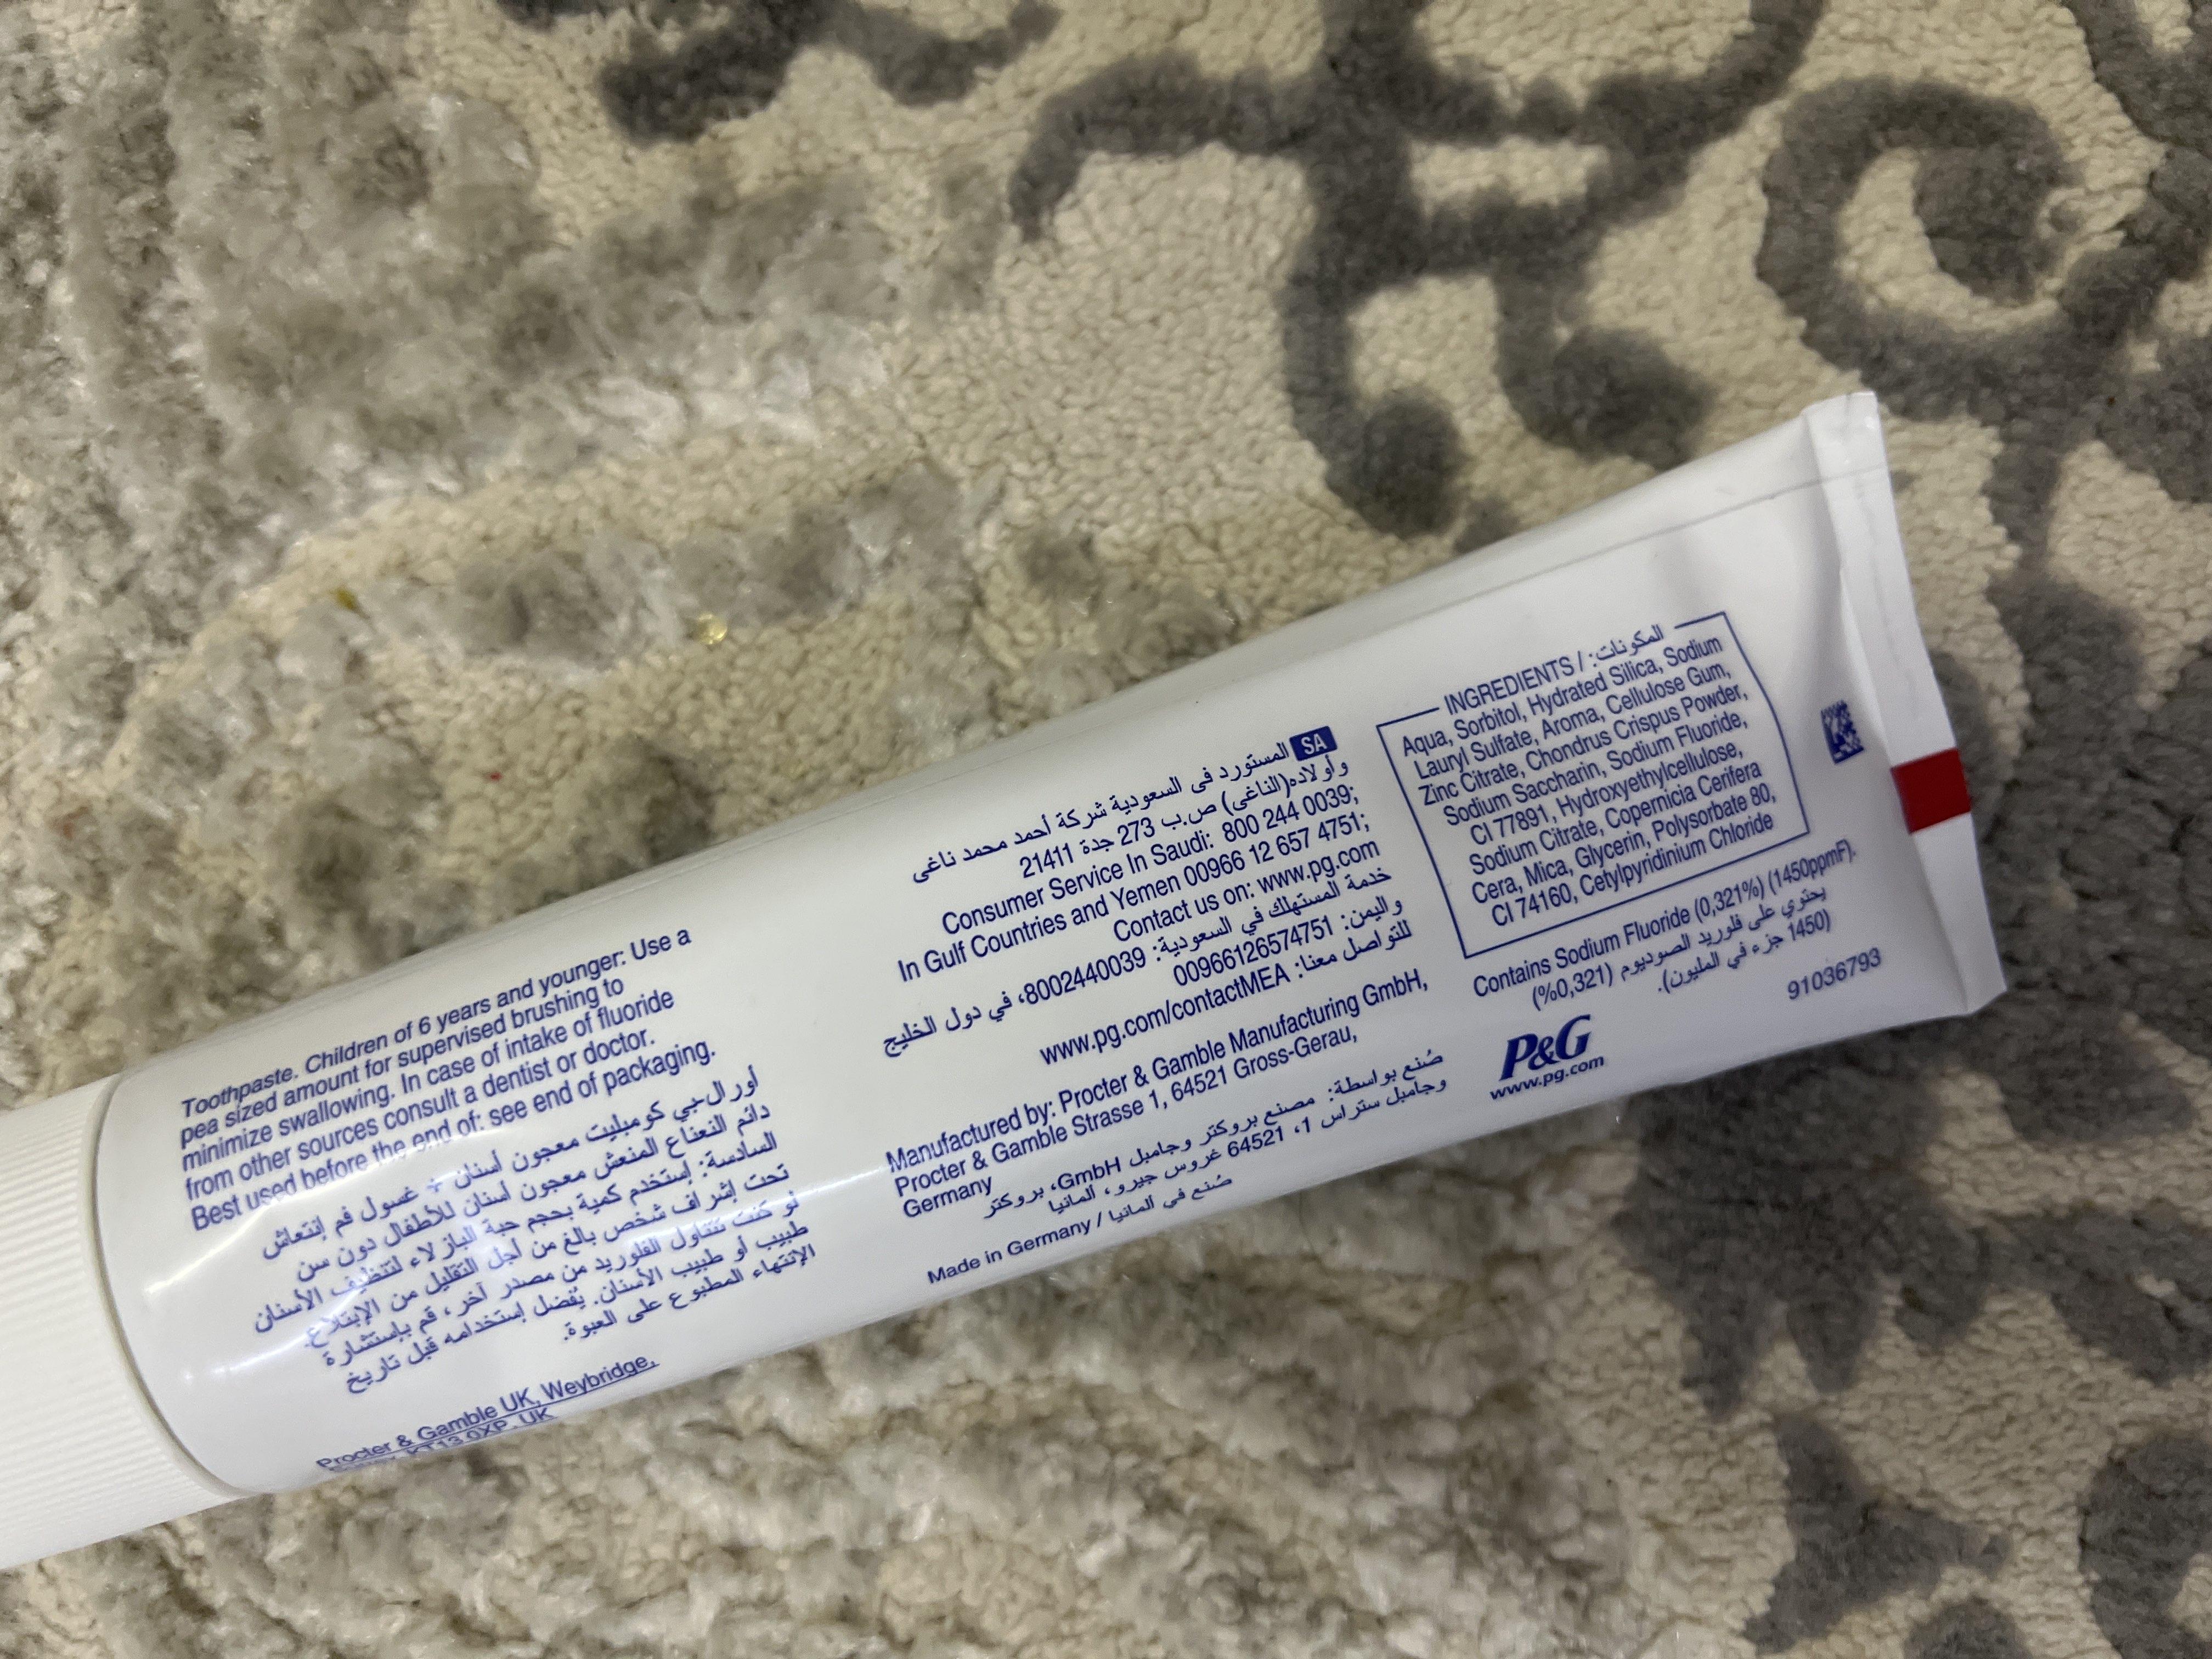 Toothpaste. Children of 6 years and younger: Use a
pea sized amount for supervised brushing to
minimize swallowing. In case of intake of fluoride
from other sources consult a dentist or doctor.
Best used before the end of: see end of packaging.
أورال-بي كومبليت معجون أسنان + غسول فم إنتعاش
دائم النعناع المنعش معجون أسنان للأطفال دون سن
السادسة: إستخدم كمية بحجم حبة البازلاء لتنظيف الأسنان
تحت إشراف شخص بالغ من أجل التقليل من الإبتلاع.
لو كنت تتناول الفلوريد من مصدر آخر، قم بإستشارة
طبيب أو طبيب الأسنان. يُفضل إستخدامه قبل تاريخ
الإنتهاء المطبوع على العبوة.
Procter & Gamble UK, Weybridge,
KT13 0XP, UK
SA المستورد فى السعودية شركة أحمد محمد ناغى
وأولاده(الناغى) ص.ب 273 جدة 21411
Consumer Service In Saudi: 800 244 0039;
In Gulf Countries and Yemen 00966 12 657 4751;
Contact us on: www.pg.com
خدمة المستهلك في السعودية: 8002440039، في دول الخليج
واليمن: 00966126574751
للتواصل معنا: www.pg.com/contactMEA
Manufactured by: Procter & Gamble Manufacturing GmbH,
Procter & Gamble Strasse 1, 64521 Gross-Gerau,
Germany
صُنع بواسطة: مصنع بروكتر وجامبل GmbH، بروكتر
وجامبل ستراس 1، 64521 غروس جيرو، ألمانيا
Made in Germany / صُنع في ألمانيا
INGREDIENTS / المكونات:
Aqua, Sorbitol, Hydrated Silica, Sodium
Lauryl Sulfate, Aroma, Cellulose Gum,
Zinc Citrate, Chondrus Crispus Powder,
Sodium Saccharin, Sodium Fluoride,
CI 77891, Hydroxyethylcellulose,
Sodium Citrate, Copernicia Cerifera
Cera, Mica, Glycerin, Polysorbate 80,
CI 74160, Cetylpyridinium Chloride
Contains Sodium Fluoride (0,321%) (1450ppmF).
يحتوي على فلوريد الصوديوم (0,321%)
(1450 جزء في المليون).
91036793
P&G
www.pg.com